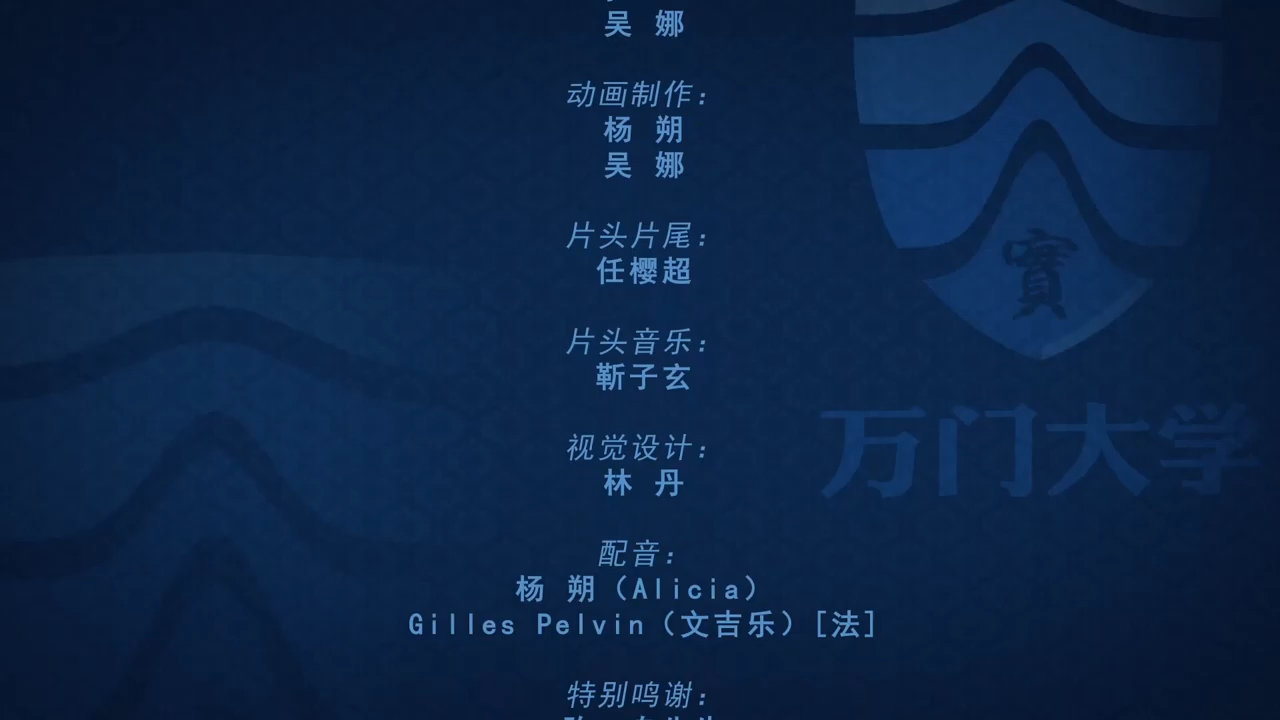 吴 娜
动画制作：
杨 朔
吴 娜
片头片尾：
任樱超
片头音乐：
靳子玄
视觉设计：
林 丹
配音：
杨 朔（Alicia）
Gilles Pelvin（文吉乐）[法]
特别鸣谢：
實
万门大学